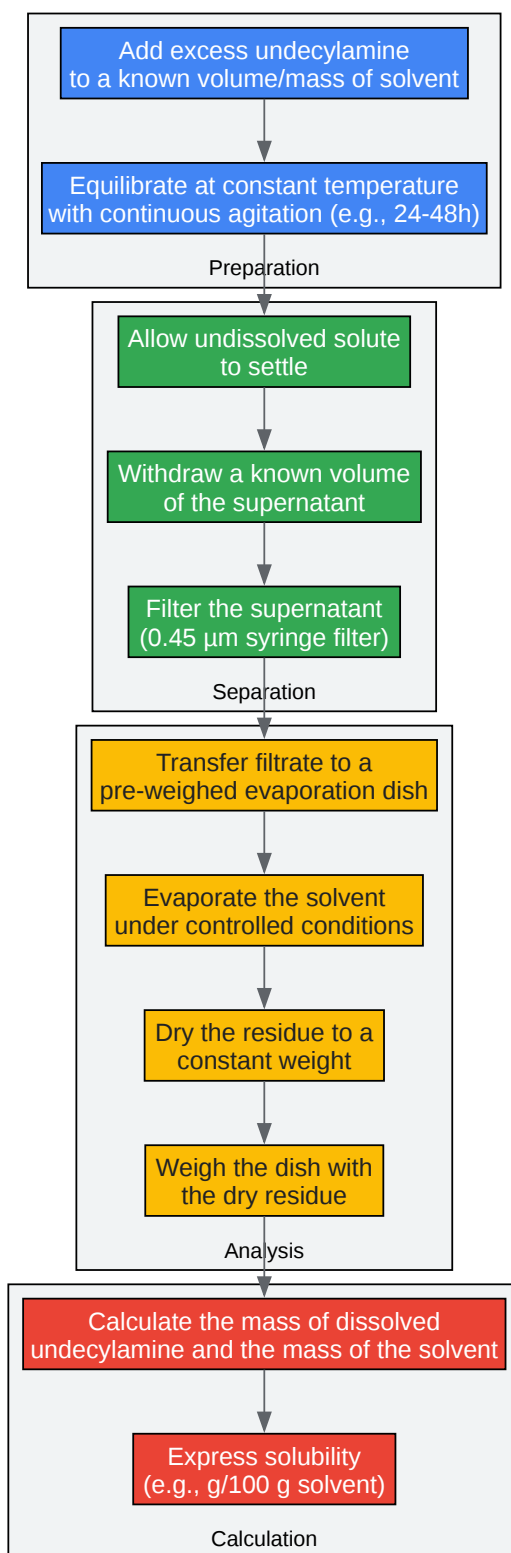 Add excess undecylamine
to a known volume/mass of solvent
Equilibrate at constant temperature
with continuous agitation (e.g., 24-48h)
Preparation
Allow undissolved solute
to settle
Withdraw a known volume
of the supernatant
Filter the supernatant
(0.45 µm syringe filter)
Separation
Transfer filtrate to a
pre-weighed evaporation dish
Evaporate the solvent
under controlled conditions
Dry the residue to a
constant weight
Weigh the dish with
the dry residue
Analysis
Calculate the mass of dissolved
undecylamine and the mass of the solvent
Express solubility
(e.g., g/100 g solvent)
Calculation